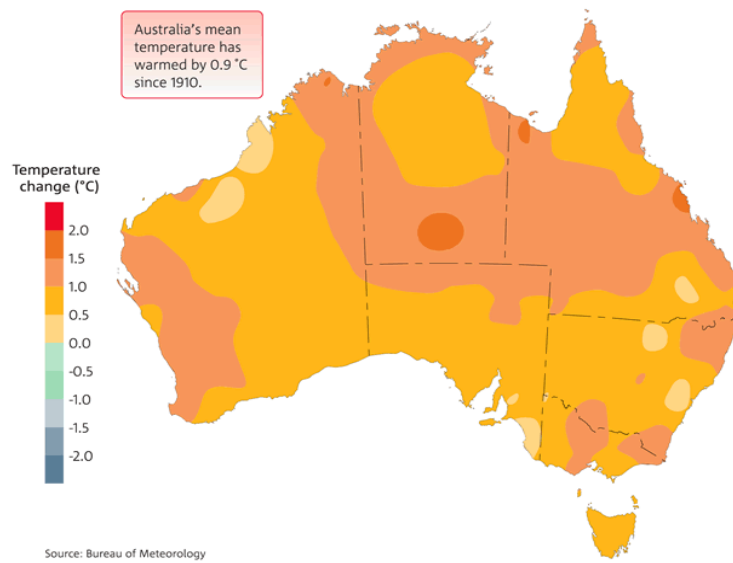 Australia's mean
temperature has
warmed by 0.9 °C
since 1910.
Temperature
change (°C)
2.0
1.5
1.0
0.5
0.0
-0.5
-1.0
-1.5
-2.0
Source: Bureau of Meteorology